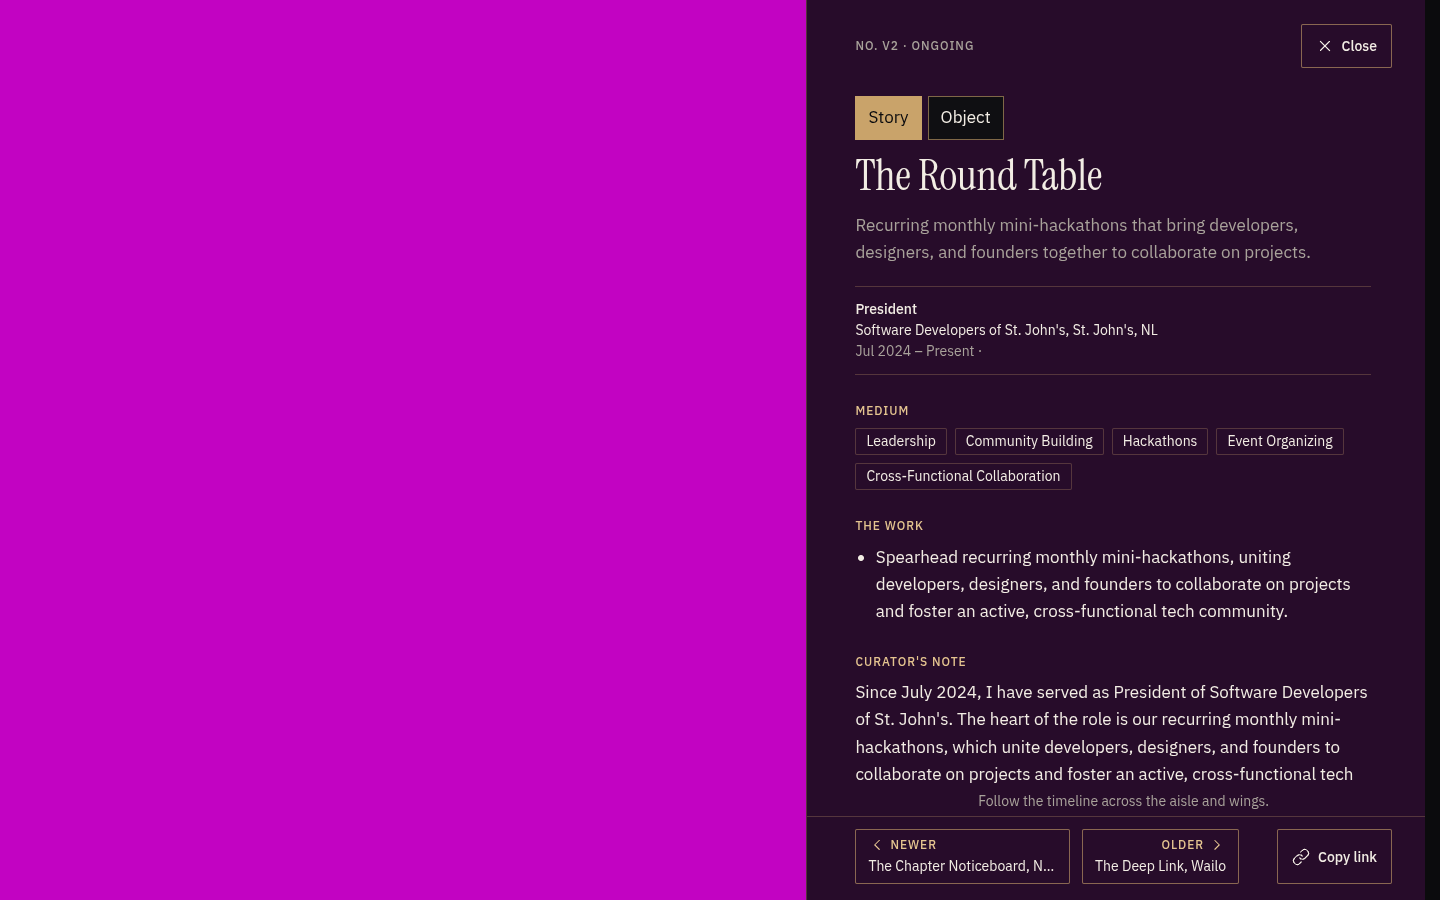 NO. V2 · ONGOING
Close
Story
Object
The Round Table
Recurring monthly mini-hackathons that bring developers,
designers, and founders together to collaborate on projects.
President
Software Developers of St. John's, St. John's, NL
Jul 2024 – Present ·
MEDIUM
Leadership
Community Building
Hackathons
Event Organizing
Cross-Functional Collaboration
THE WORK
• Spearhead recurring monthly mini-hackathons, uniting
developers, designers, and founders to collaborate on projects
and foster an active, cross-functional tech community.
CURATOR'S NOTE
Since July 2024, I have served as President of Software Developers
of St. John's. The heart of the role is our recurring monthly mini-
hackathons, which unite developers, designers, and founders to
collaborate on projects and foster an active, cross-functional tech
Follow the timeline across the aisle and wings.
NEWER
The Chapter Noticeboard, N...
OLDER
The Deep Link, Wailo
Copy link